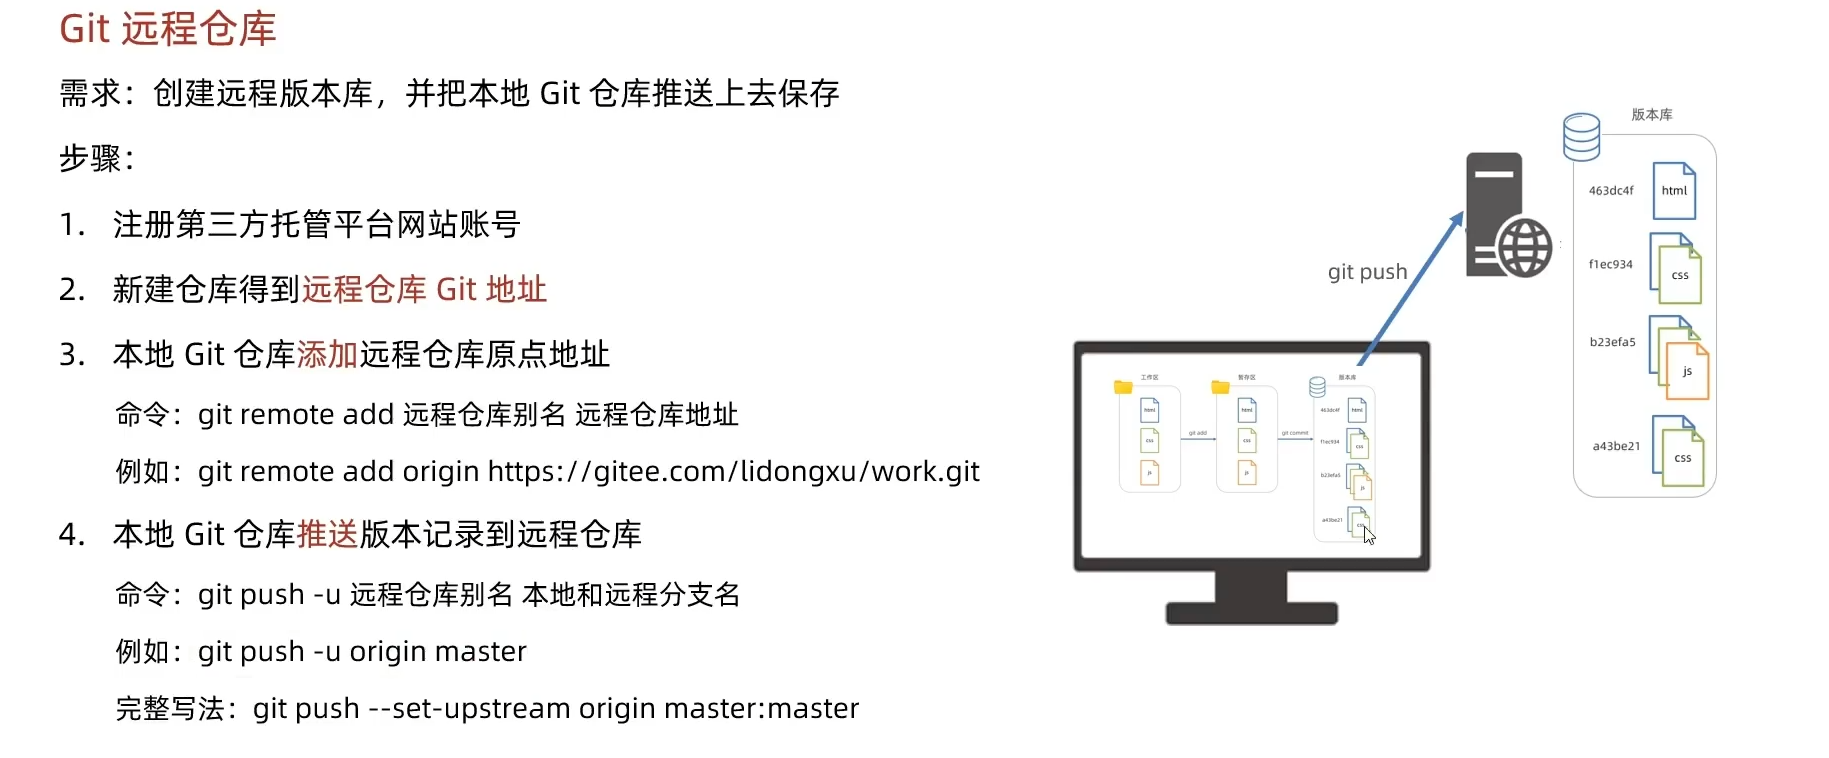 Git 远程仓库
需求：创建远程版本库，并把本地 Git 仓库推送上去保存
步骤：
1. 注册第三方托管平台网站账号
2. 新建仓库得到远程仓库 Git 地址
3. 本地 Git 仓库添加远程仓库原点地址
命令：git remote add 远程仓库别名 远程仓库地址
例如：git remote add origin https://gitee.com/lidongxu/work.git
4. 本地 Git 仓库推送版本记录到远程仓库
命令：git push -u 远程仓库别名 本地和远程分支名
例如：git push -u origin master
完整写法：git push --set-upstream origin master:master
git push
版本库
463dc4f html
f1ec934 css
b23efa5 js
a43be21 css
工作区
html
css
js
git add
暂存区
html
css
js
git commit
版本库
463dc4f html
f1ec934 css
b23efa5 js
a43be21 css